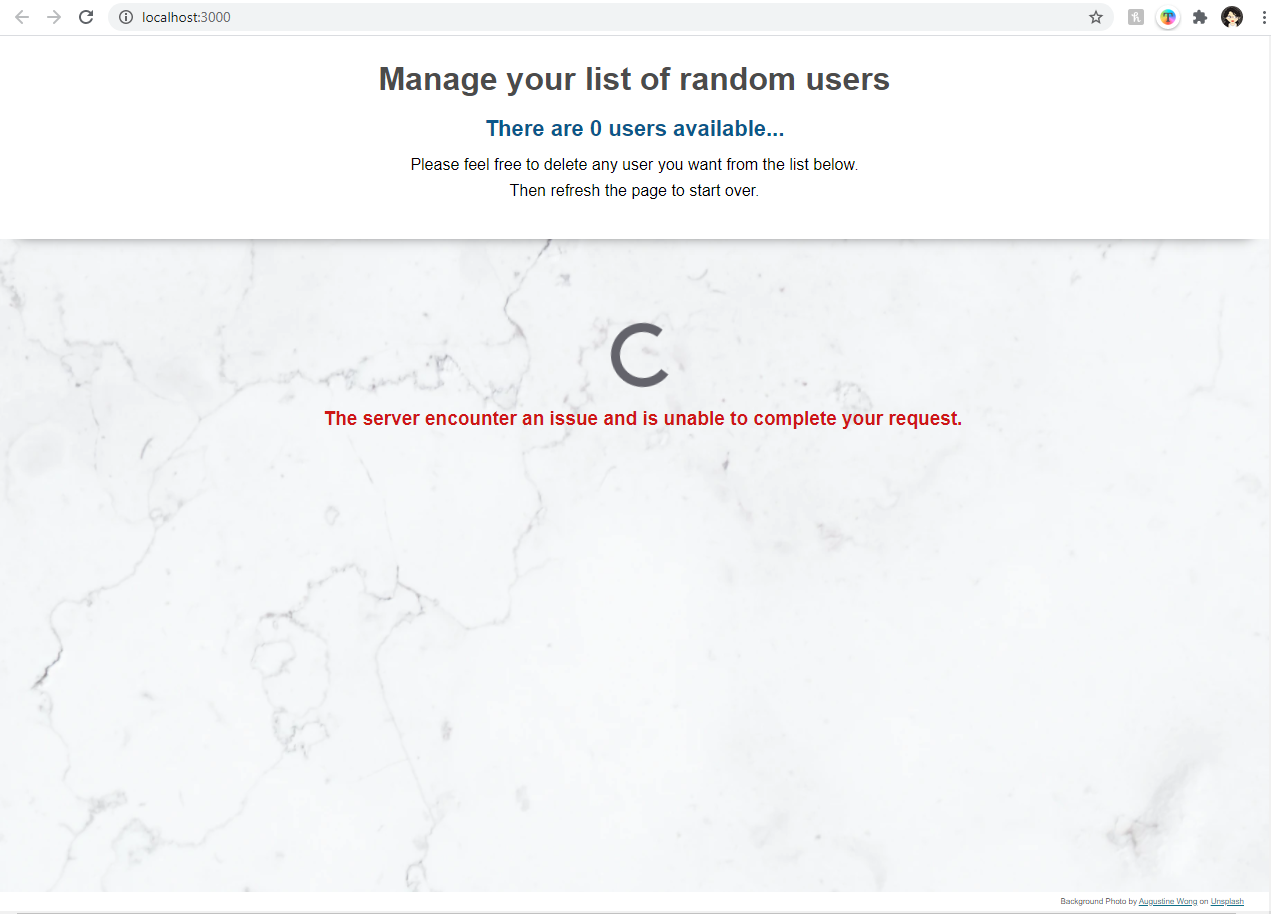 localhost:3000
Manage your list of random users
There are 0 users available...
Please feel free to delete any user you want from the list below.
Then refresh the page to start over.
The server encounter an issue and is unable to complete your request.
Background Photo by Augustine Wong on Unsplash